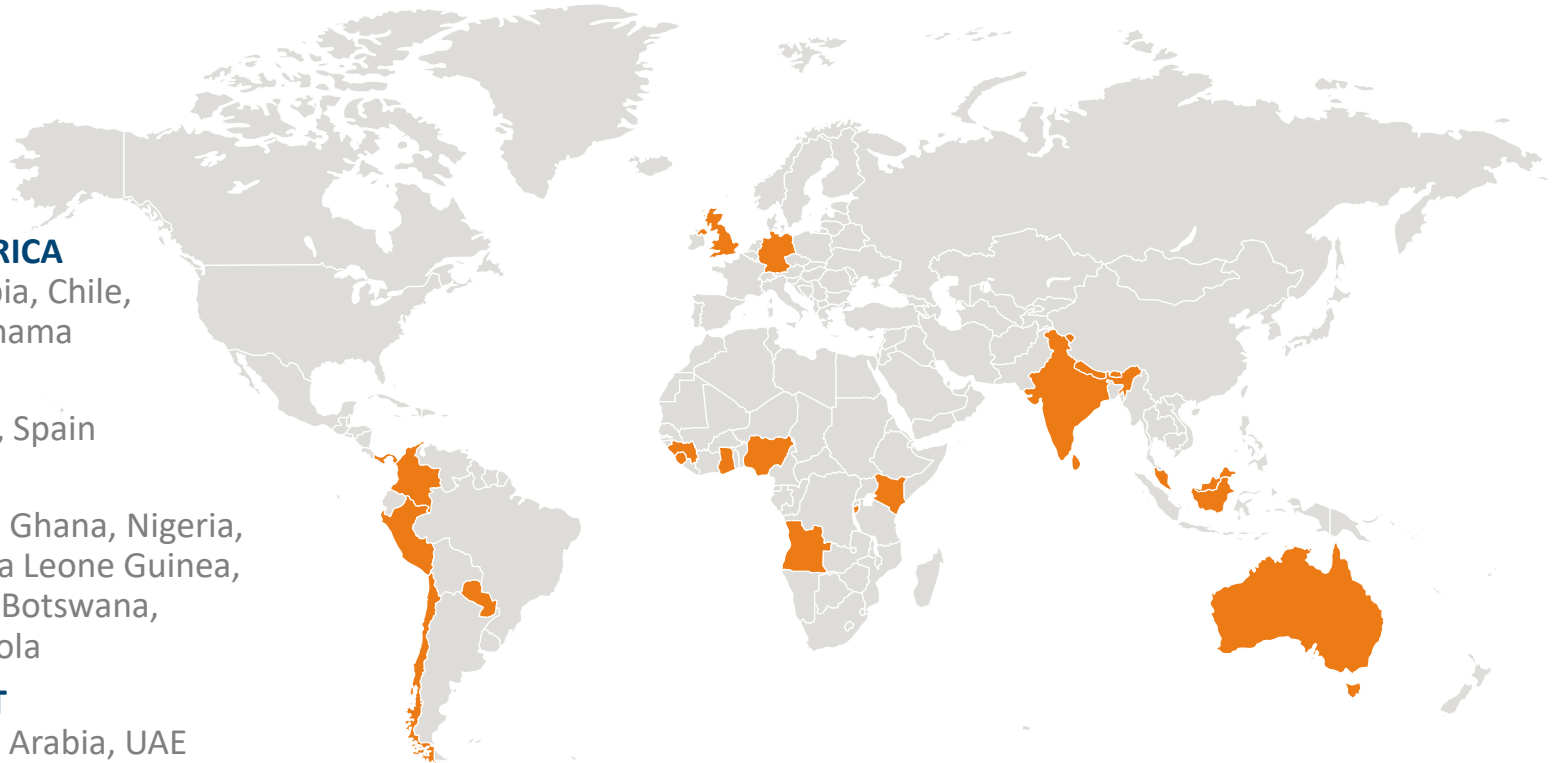 RICA
bia, Chile,
nama
, Spain
Ghana, Nigeria,
a Leone Guinea,
Botswana,
ola
T
Arabia, UAE